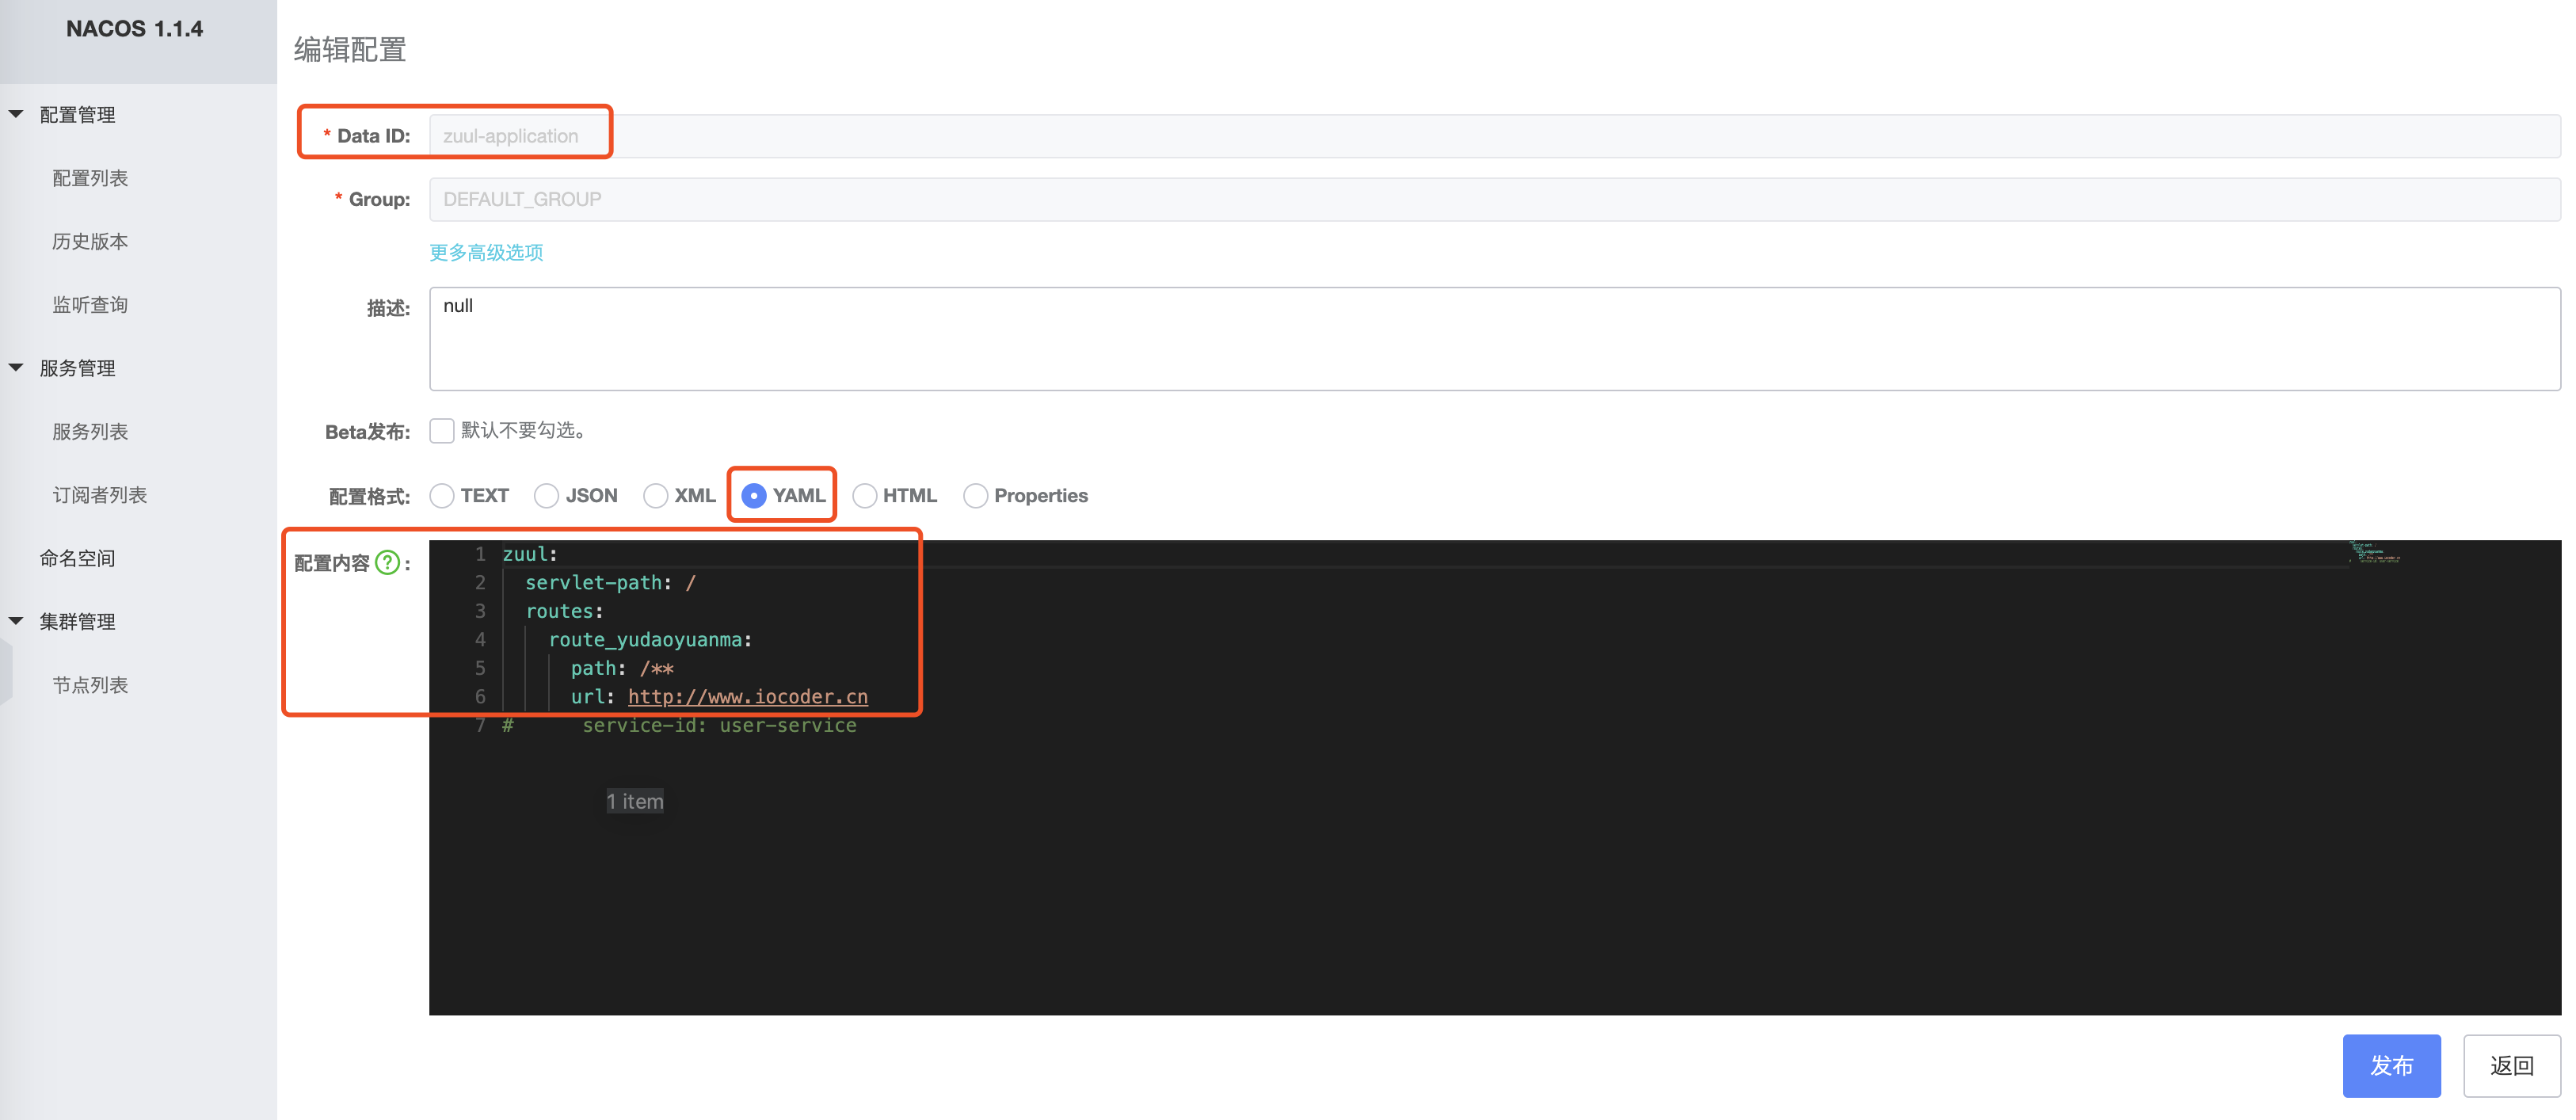 NACOS 1.1.4
配置管理
配置列表
历史版本
监听查询
服务管理
服务列表
订阅者列表
命名空间
集群管理
节点列表
编辑配置
* Data ID: zuul-application
* Group: DEFAULT_GROUP
更多高级选项
描述: null
Beta发布: 默认不要勾选。
配置格式: TEXT JSON XML YAML HTML Properties
配置内容 ? :
1 zuul:
2   servlet-path: /
3   routes:
4     route_yudaoyuanma:
5       path: /**
6       url: http://www.iocoder.cn
7 #      service-id: user-service
1 item
发布 返回